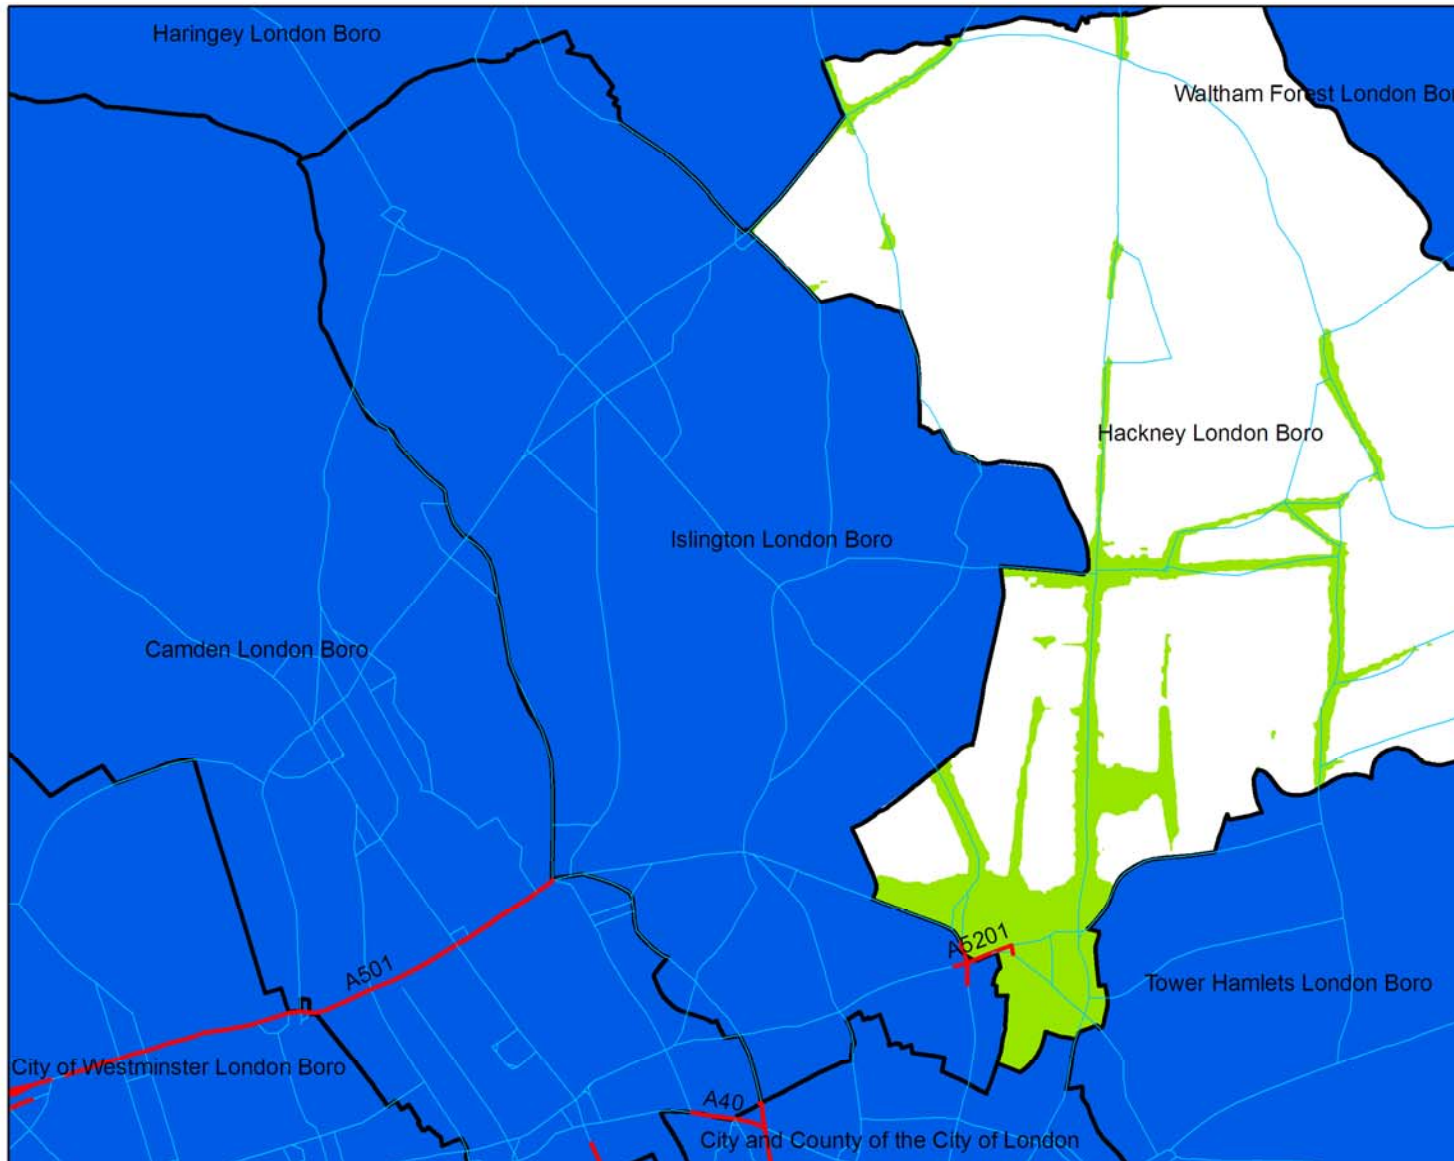 Haringey London Boro
Waltham Forest London Bor
Hackney London Boro
Islington London Boro
Camden London Boro
A5201
A501
Tower Hamlets London Boro
City of Westminster London Boro
A40
City and County of the City of London